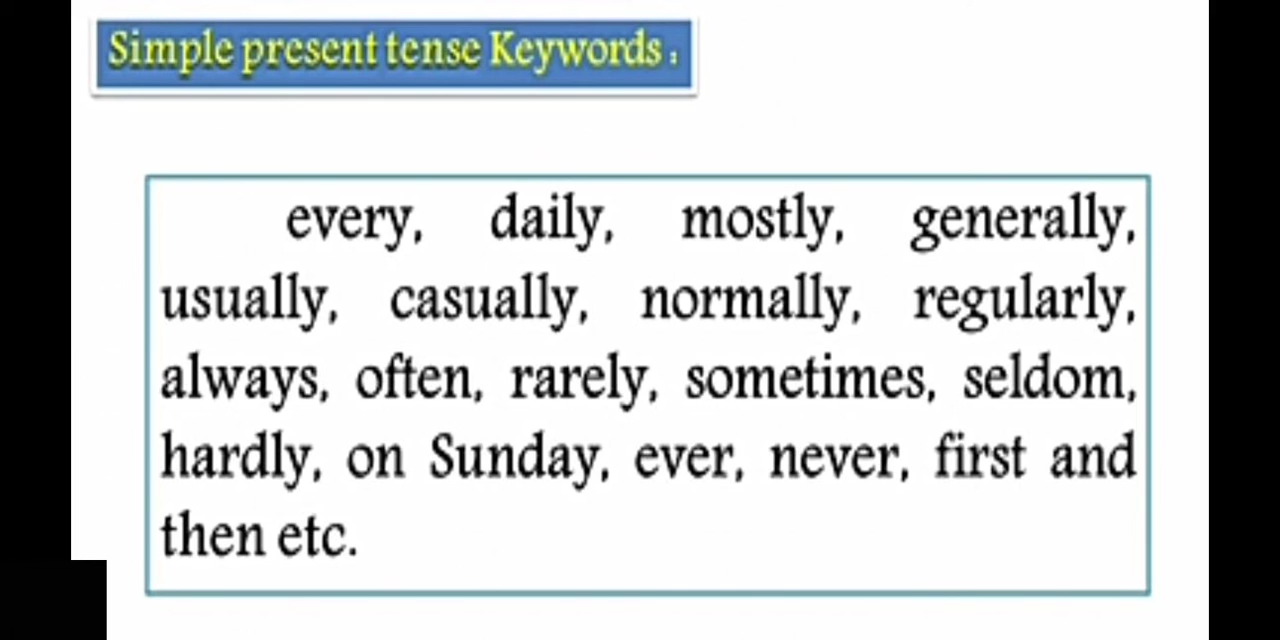 Simple present tense Keywords :
every, daily, mostly, generally,
usually, casually, normally, regularly,
always, often, rarely, sometimes, seldom,
hardly, on Sunday, ever, never, first and
then etc.